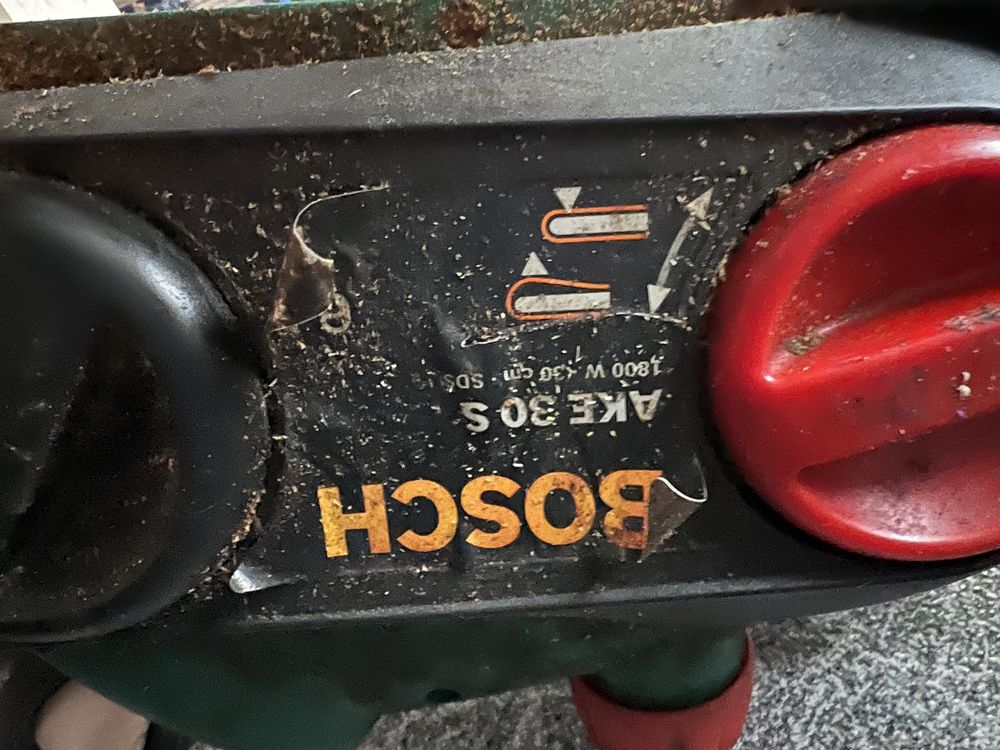 BOSCH
AKE 30 S
1800 W · 30 cm - SDS